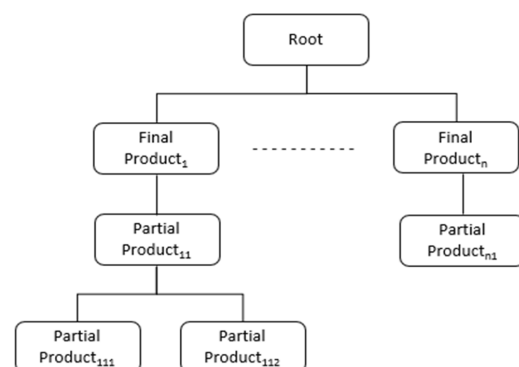 Root
Final
Product₁
Final
Productₙ
Partial
Product₁₁
Partial
Productₙ₁
Partial
Product₁₁₁
Partial
Product₁₁₂